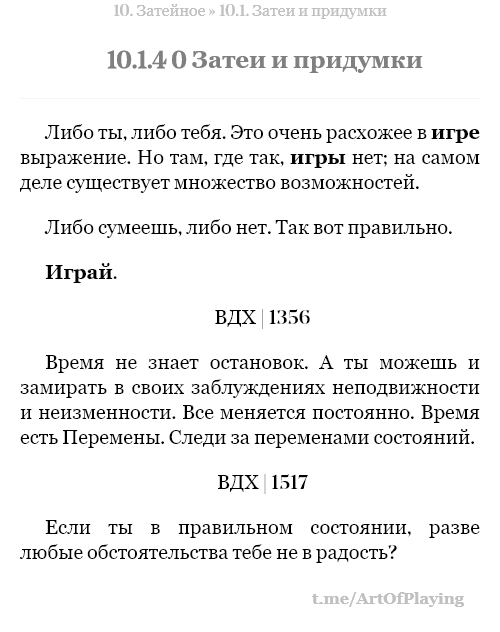 10. Затейное » 10.1. Затеи и придумки
10.1.4 0 Затеи и придумки
Либо ты, либо тебя. Это очень расхожее в игре
выражение. Но там, где так, игры нет; на самом
деле существует множество возможностей.
Либо сумеешь, либо нет. Так вот правильно.
Играй.
ВДХ | 1356
Время не знает остановок. А ты можешь и
замирать в своих заблуждениях неподвижности
и неизменности. Все меняется постоянно. Время
есть Перемены. Следи за переменами состояний.
ВДХ | 1517
Если ты в правильном состоянии, разве
любые обстоятельства тебе не в радость?
t.me/ArtOfPlaying